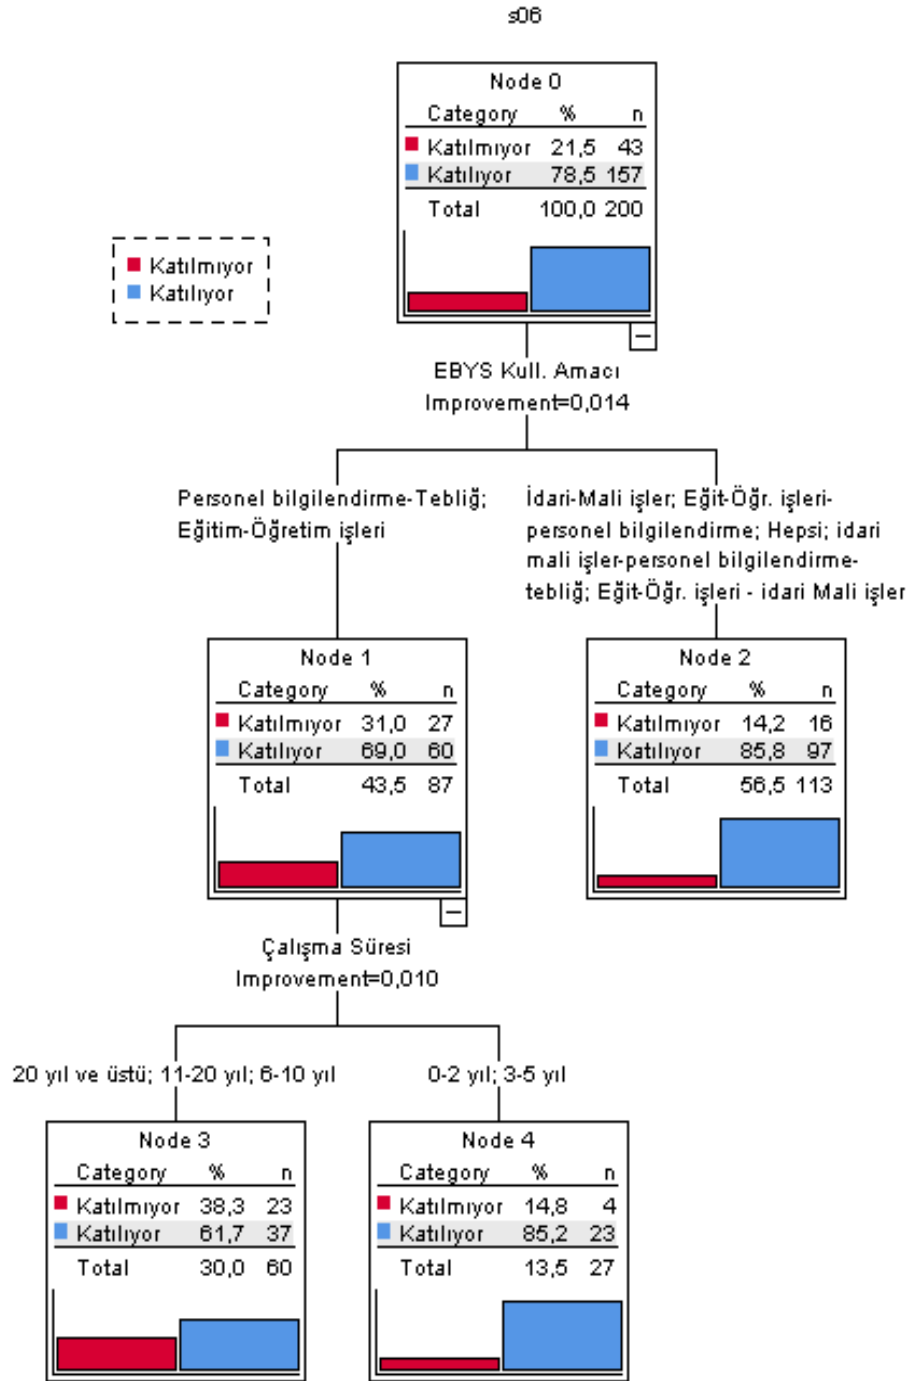 s06
Node 0
Category % n
Katılmıyor 21,5 43
Katılıyor 78,5 157
Total 100,0 200
Katılmıyor
Katılıyor
EBYS Kull. Amacı
Improvement=0,014
Personel bilgilendirme-Tebliğ;
Eğitim-Öğretim işleri
İdari-Mali işler; Eğit-Öğr. işleri-
personel bilgilendirme; Hepsi; idari
mali işler-personel bilgilendirme-
tebliğ; Eğit-Öğr. işleri - idari Mali işler
Node 1
Category % n
Katılmıyor 31,0 27
Katılıyor 69,0 60
Total 43,5 87
Node 2
Category % n
Katılmıyor 14,2 16
Katılıyor 85,8 97
Total 56,5 113
Çalışma Süresi
Improvement=0,010
20 yıl ve üstü; 11-20 yıl; 6-10 yıl
0-2 yıl; 3-5 yıl
Node 3
Category % n
Katılmıyor 38,3 23
Katılıyor 61,7 37
Total 30,0 60
Node 4
Category % n
Katılmıyor 14,8 4
Katılıyor 85,2 23
Total 13,5 27